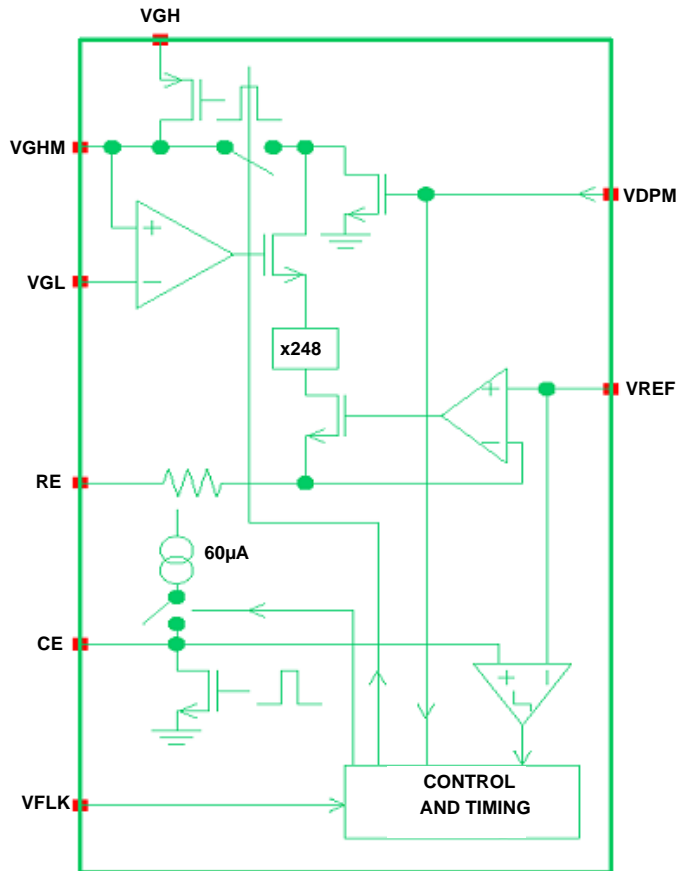 VGH
VGHM
VDPM
+
−
VGL
x248
+
−
VREF
RE
60µA
CE
+ −
CONTROL
AND TIMING
VFLK